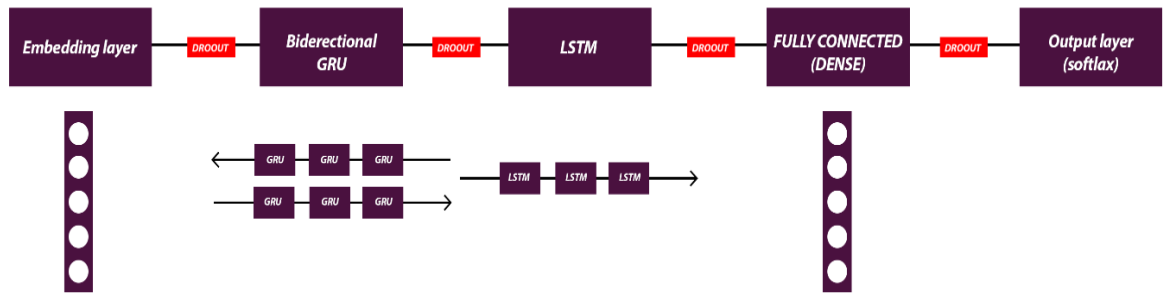 Embedding layer
DROOUT
Biderectional
GRU
DROOUT
LSTM
DROOUT
FULLY CONNECTED
(DENSE)
DROOUT
Output layer
(softlax)
GRU GRU GRU
GRU GRU GRU
LSTM LSTM LSTM